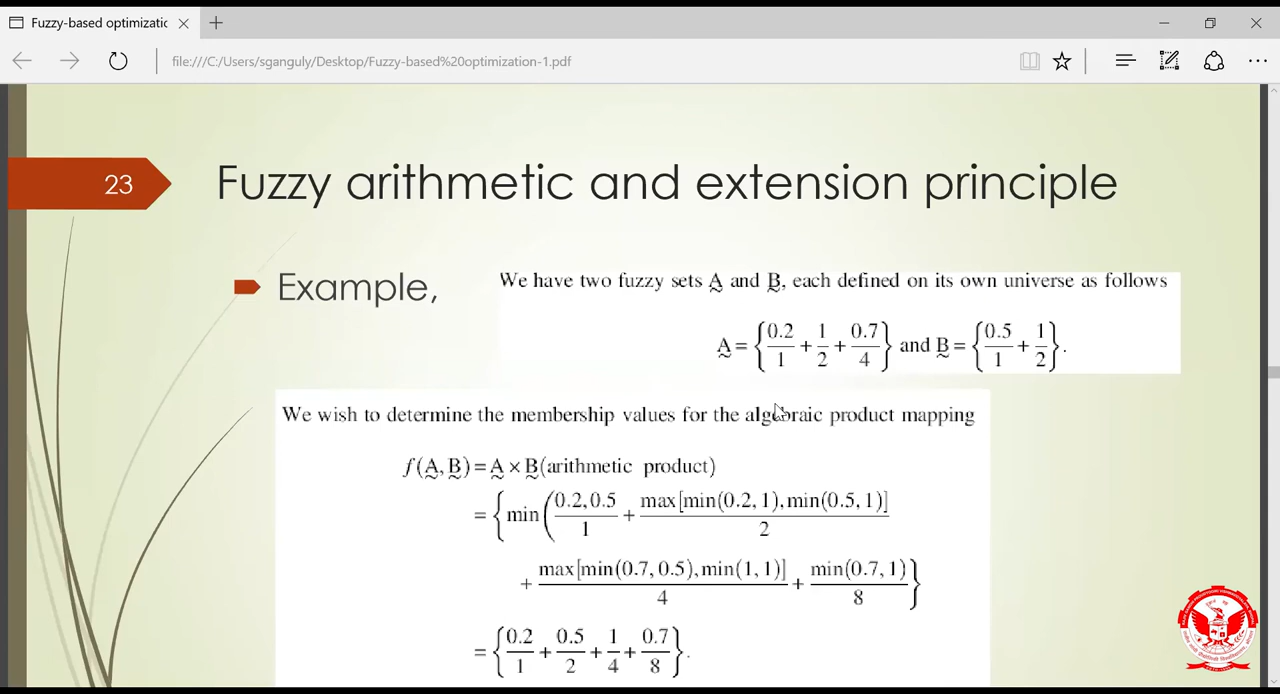 Fuzzy-based optimizatic
file:///C:/Users/sganguly/Desktop/Fuzzy-based%20optimization-1.pdf
23
Fuzzy arithmetic and extension principle
Example,
We have two fuzzy sets A and B, each defined on its own universe as follows
A = {0.2/1 + 1/2 + 0.7/4} and B = {0.5/1 + 1/2}.
We wish to determine the membership values for the algebraic product mapping
f(A, B) = A × B(arithmetic product)
= {min(0.2, 0.5/1 + max[min(0.2, 1), min(0.5, 1)]/2
+ max[min(0.7, 0.5), min(1, 1)]/4 + min(0.7, 1)/8}
= {0.2/1 + 0.5/2 + 1/4 + 0.7/8}.